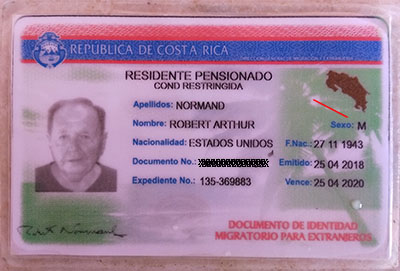 REPÚBLICA DE COSTA RICA
RESIDENTE PENSIONADO
COND RESTRINGIDA
Apellidos: NORMAND
Nombre: ROBERT ARTHUR Sexo: M
Nacionalidad: ESTADOS UNIDOS F.Nac.: 27 11 1943
Documento No.: Emitido: 25 04 2018
Expediente No.: 135-369883 Vence: 25 04 2020
DOCUMENTO DE IDENTIDAD
MIGRATORIO PARA EXTRANJEROS